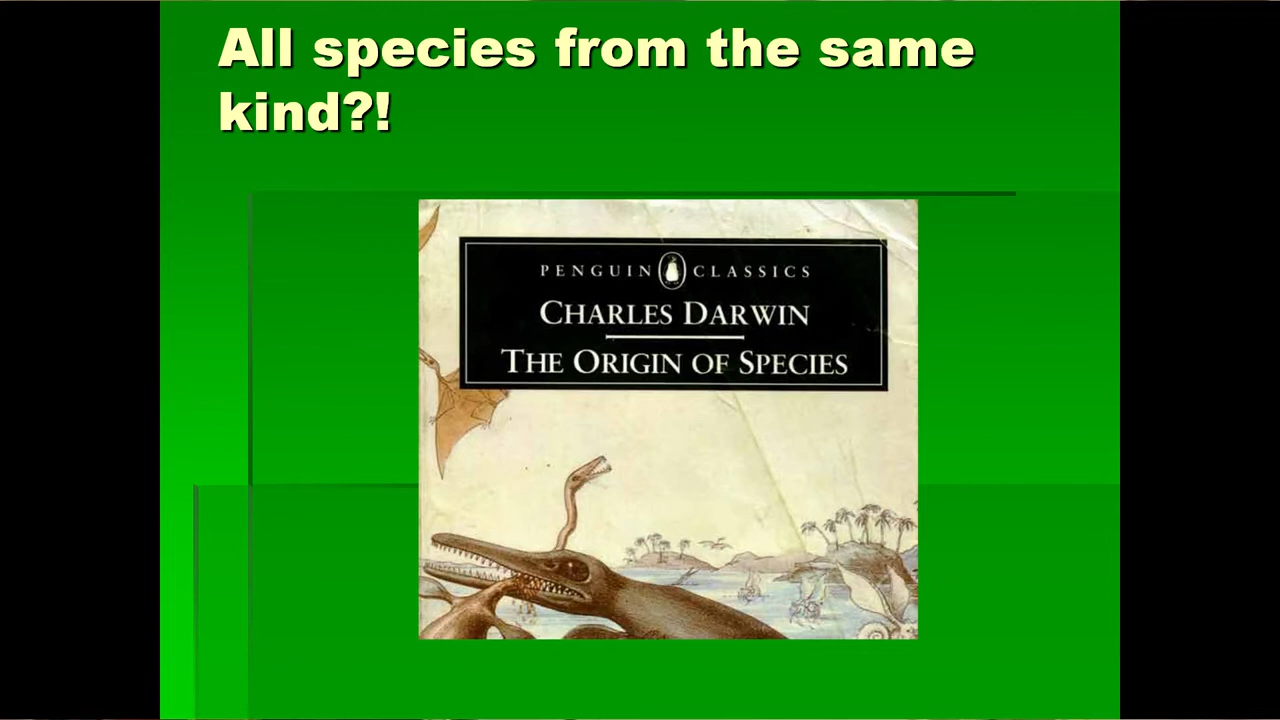 All species from the same
kind?!
PENGUIN CLASSICS
CHARLES DARWIN
THE ORIGIN OF SPECIES